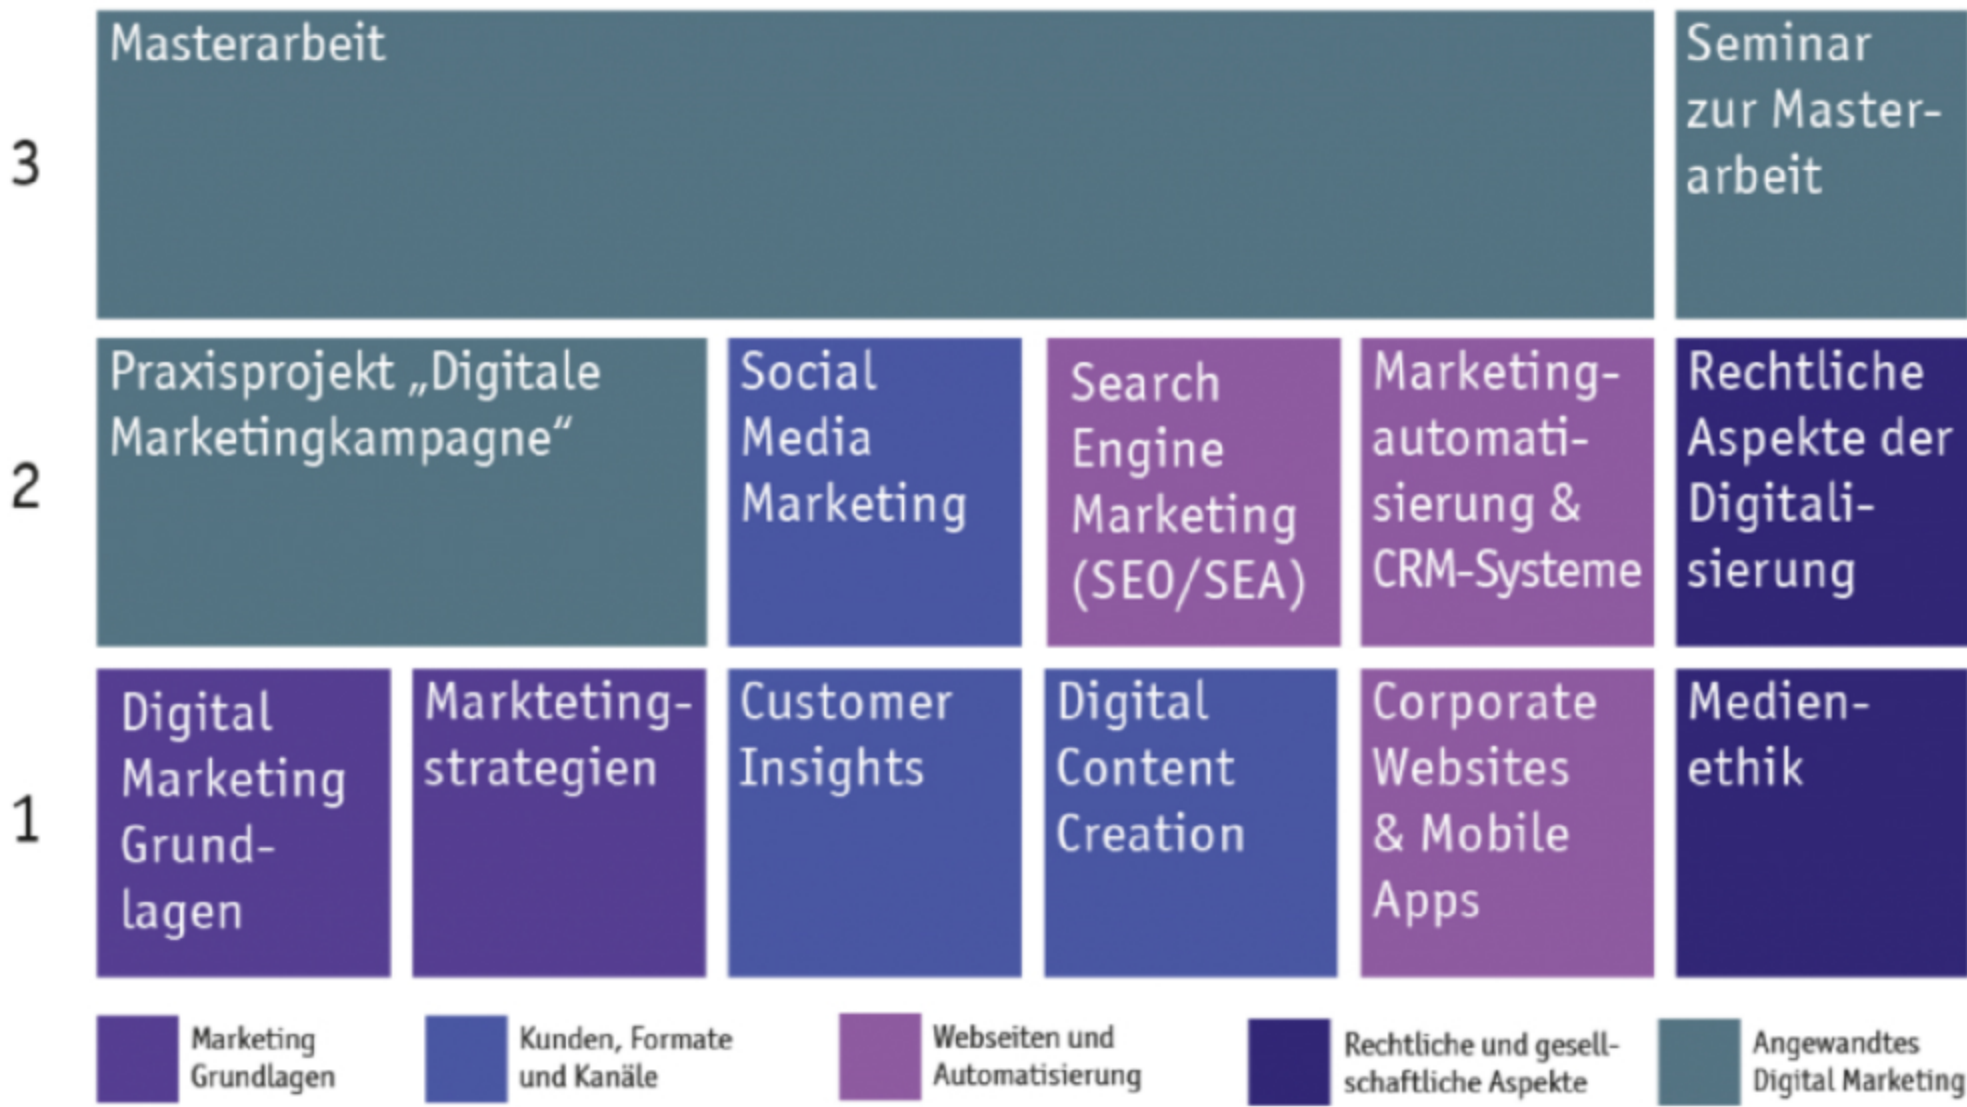 3
Masterarbeit
Seminar
zur Master-
arbeit
2
Praxisprojekt „Digitale
Marketingkampagne“
Social
Media
Marketing
Search
Engine
Marketing
(SEO/SEA)
Marketing-
automati-
sierung &
CRM-Systeme
Rechtliche
Aspekte der
Digitali-
sierung
1
Digital
Marketing
Grund-
lagen
Markteting-
strategien
Customer
Insights
Digital
Content
Creation
Corporate
Websites
& Mobile
Apps
Medien-
ethik
Marketing
Grundlagen
Kunden, Formate
und Kanäle
Webseiten und
Automatisierung
Rechtliche und gesell-
schaftliche Aspekte
Angewandtes
Digital Marketing